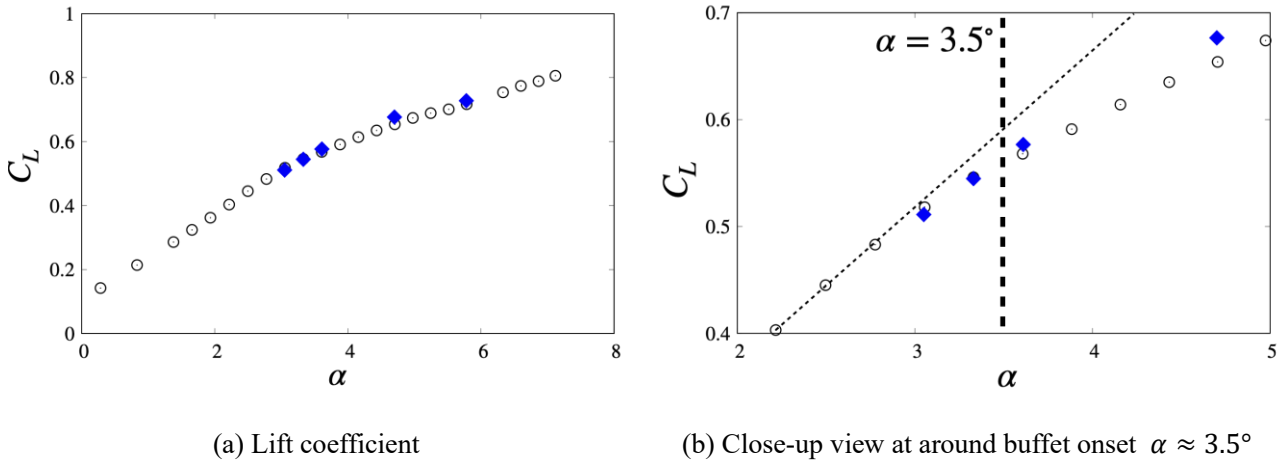 1
0.8
0.6
0.4
0.2
0
0 2 4 6 8
C_L
α
0.7
0.6
0.5
0.4
2 3 4 5
C_L
α
α = 3.5°
(a) Lift coefficient
(b) Close-up view at around buffet onset α ≈ 3.5°